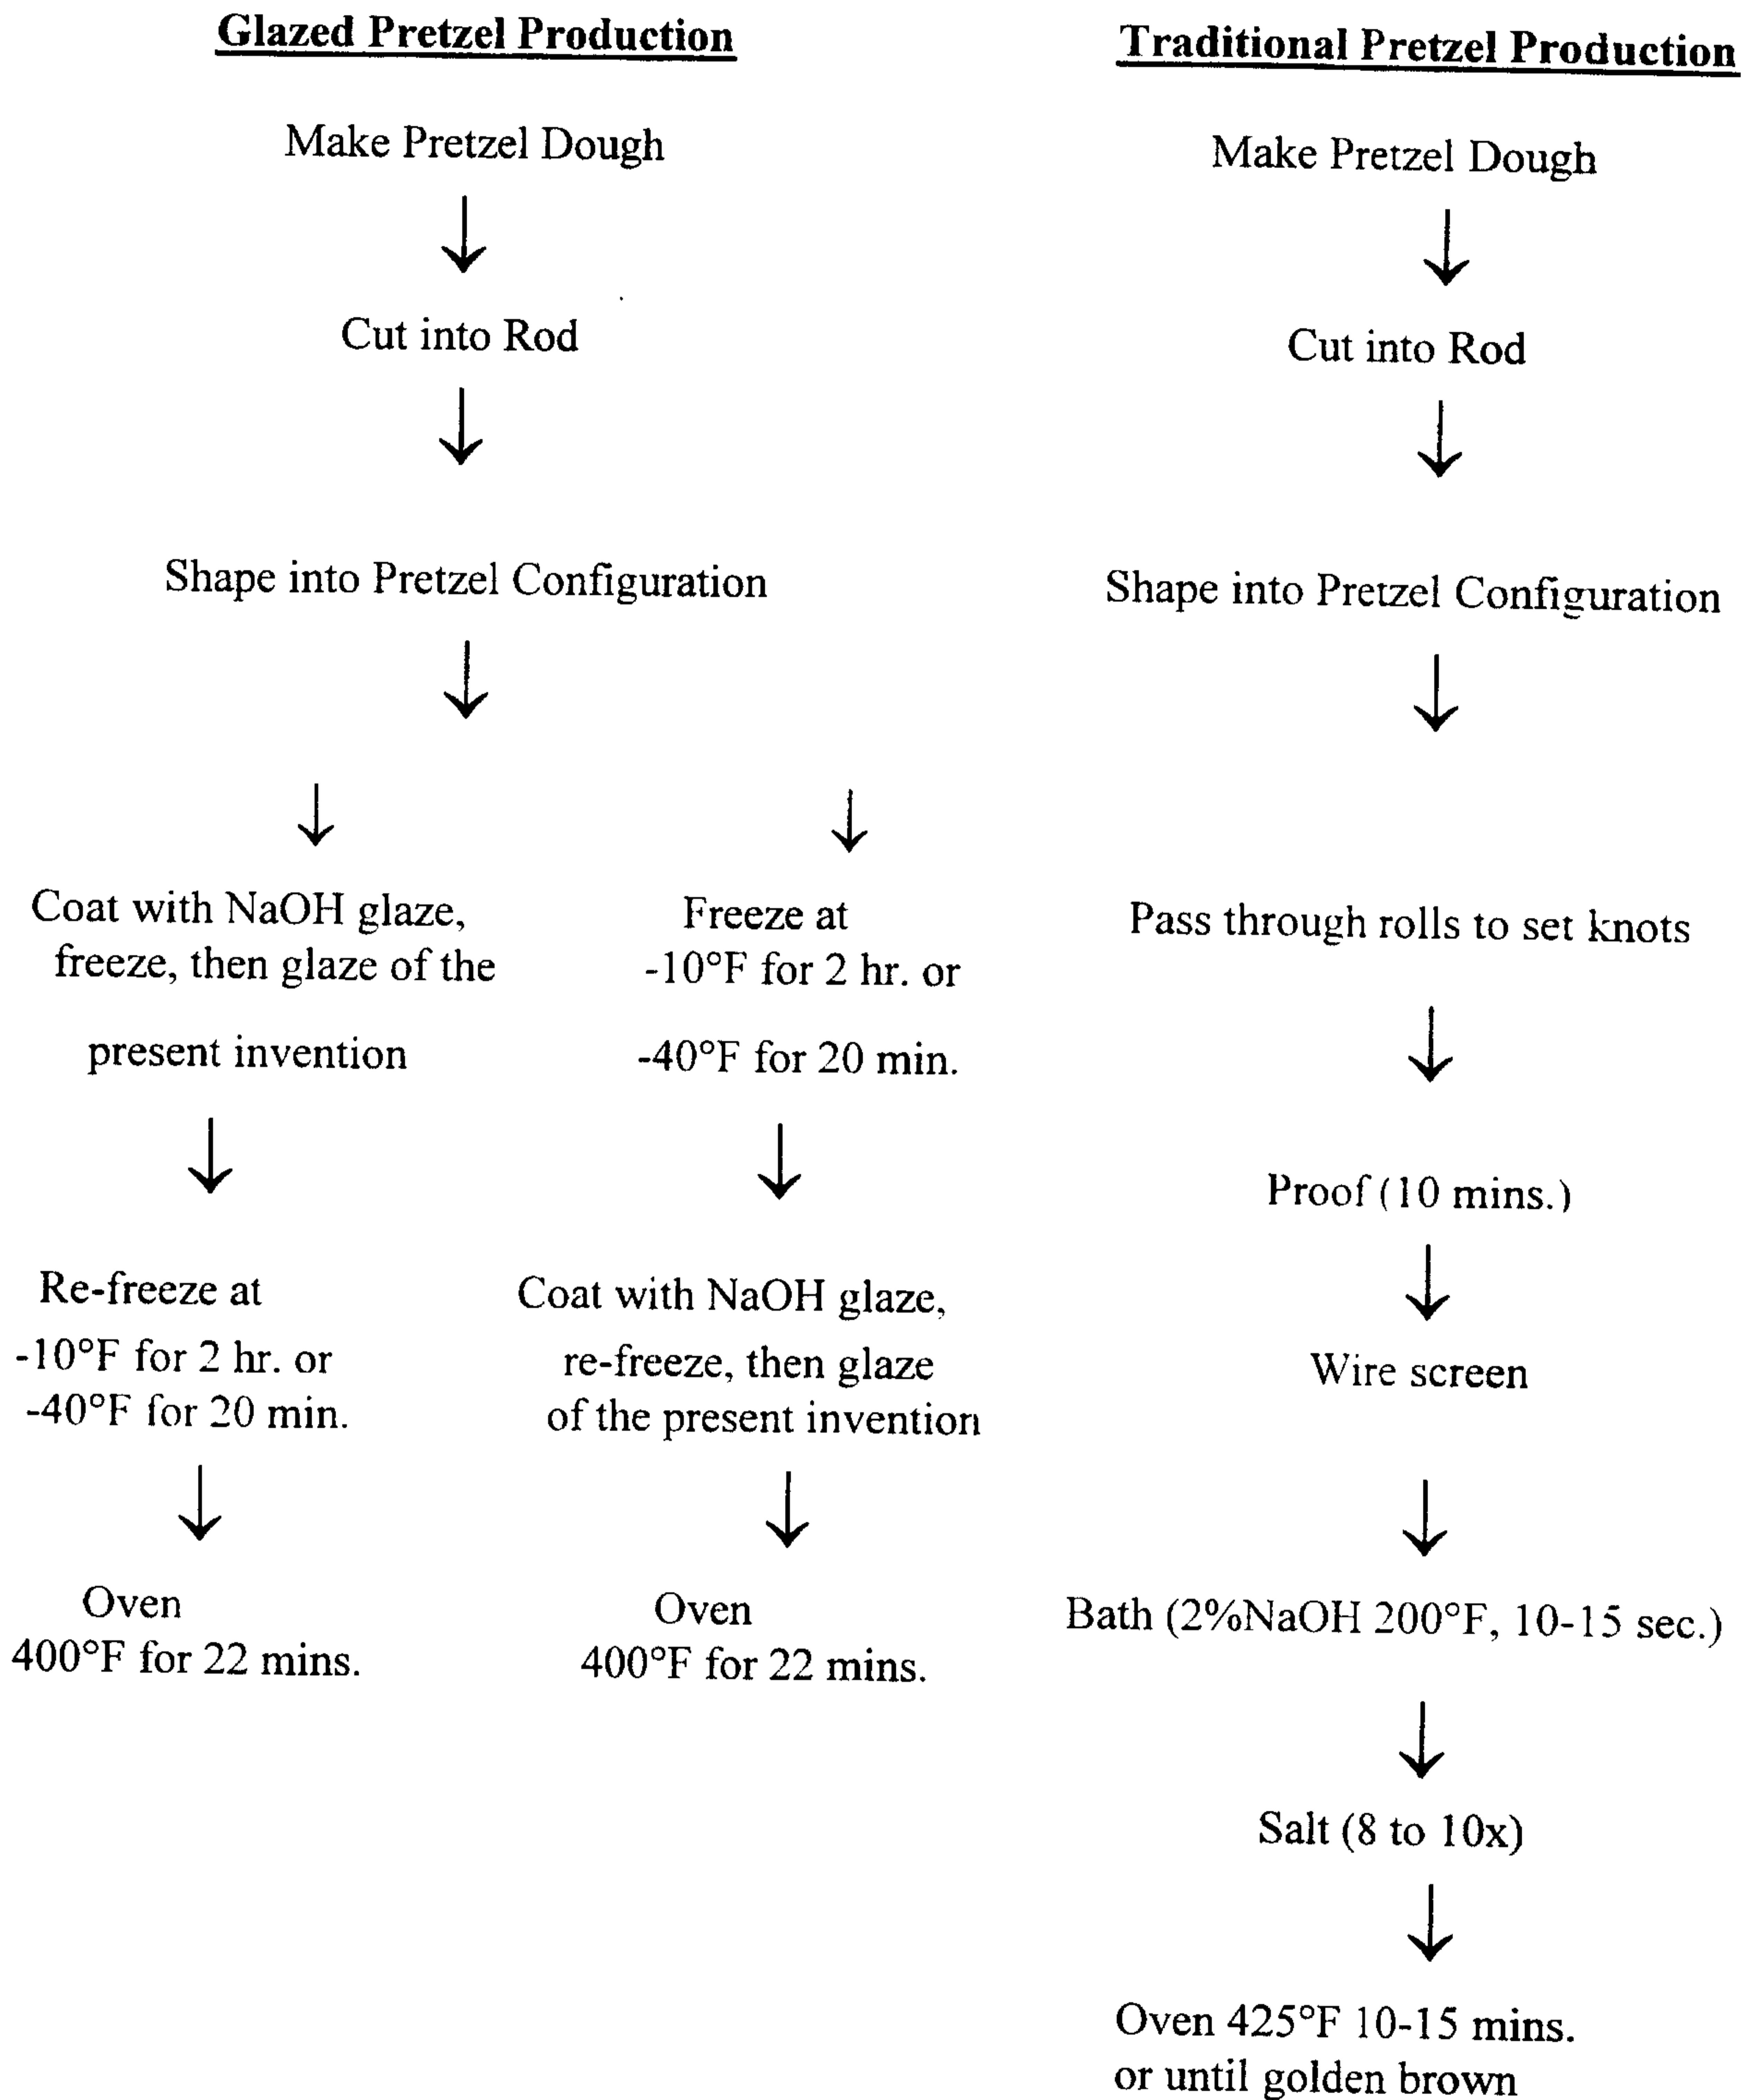 Glazed Pretzel Production
Make Pretzel Dough
Cut into Rod
Shape into Pretzel Configuration
Coat with NaOH glaze,
freeze, then glaze of the
present invention
Re-freeze at
-10°F for 2 hr. or
-40°F for 20 min.
Oven
400°F for 22 mins.
Freeze at
-10°F for 2 hr. or
-40°F for 20 min.
Coat with NaOH glaze,
re-freeze, then glaze
of the present invention
Oven
400°F for 22 mins.
Traditional Pretzel Production
Make Pretzel Dough
Cut into Rod
Shape into Pretzel Configuration
Pass through rolls to set knots
Proof (10 mins.)
Wire screen
Bath (2%NaOH 200°F, 10-15 sec.)
Salt (8 to 10x)
Oven 425°F 10-15 mins.
or until golden brown